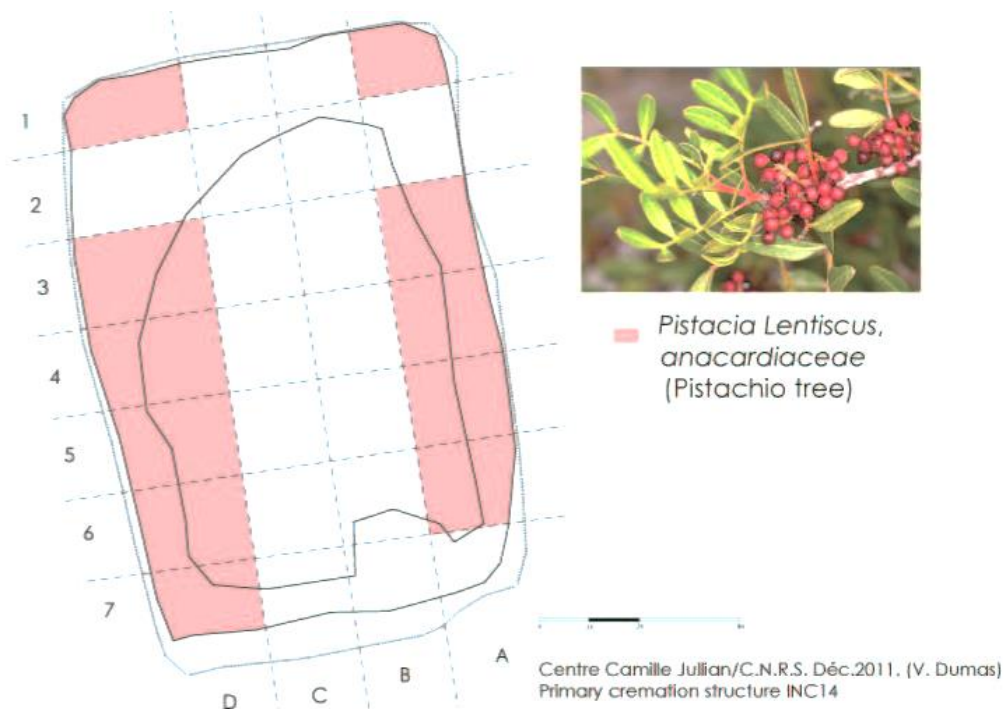 1
2
3
4
5
6
7
D
C
B
A
Pistacia Lentiscus,
anacardiaceae
(Pistachio tree)
Centre Camille Jullian/C.N.R.S. Déc.2011. (V. Dumas)
Primary cremation structure INC14